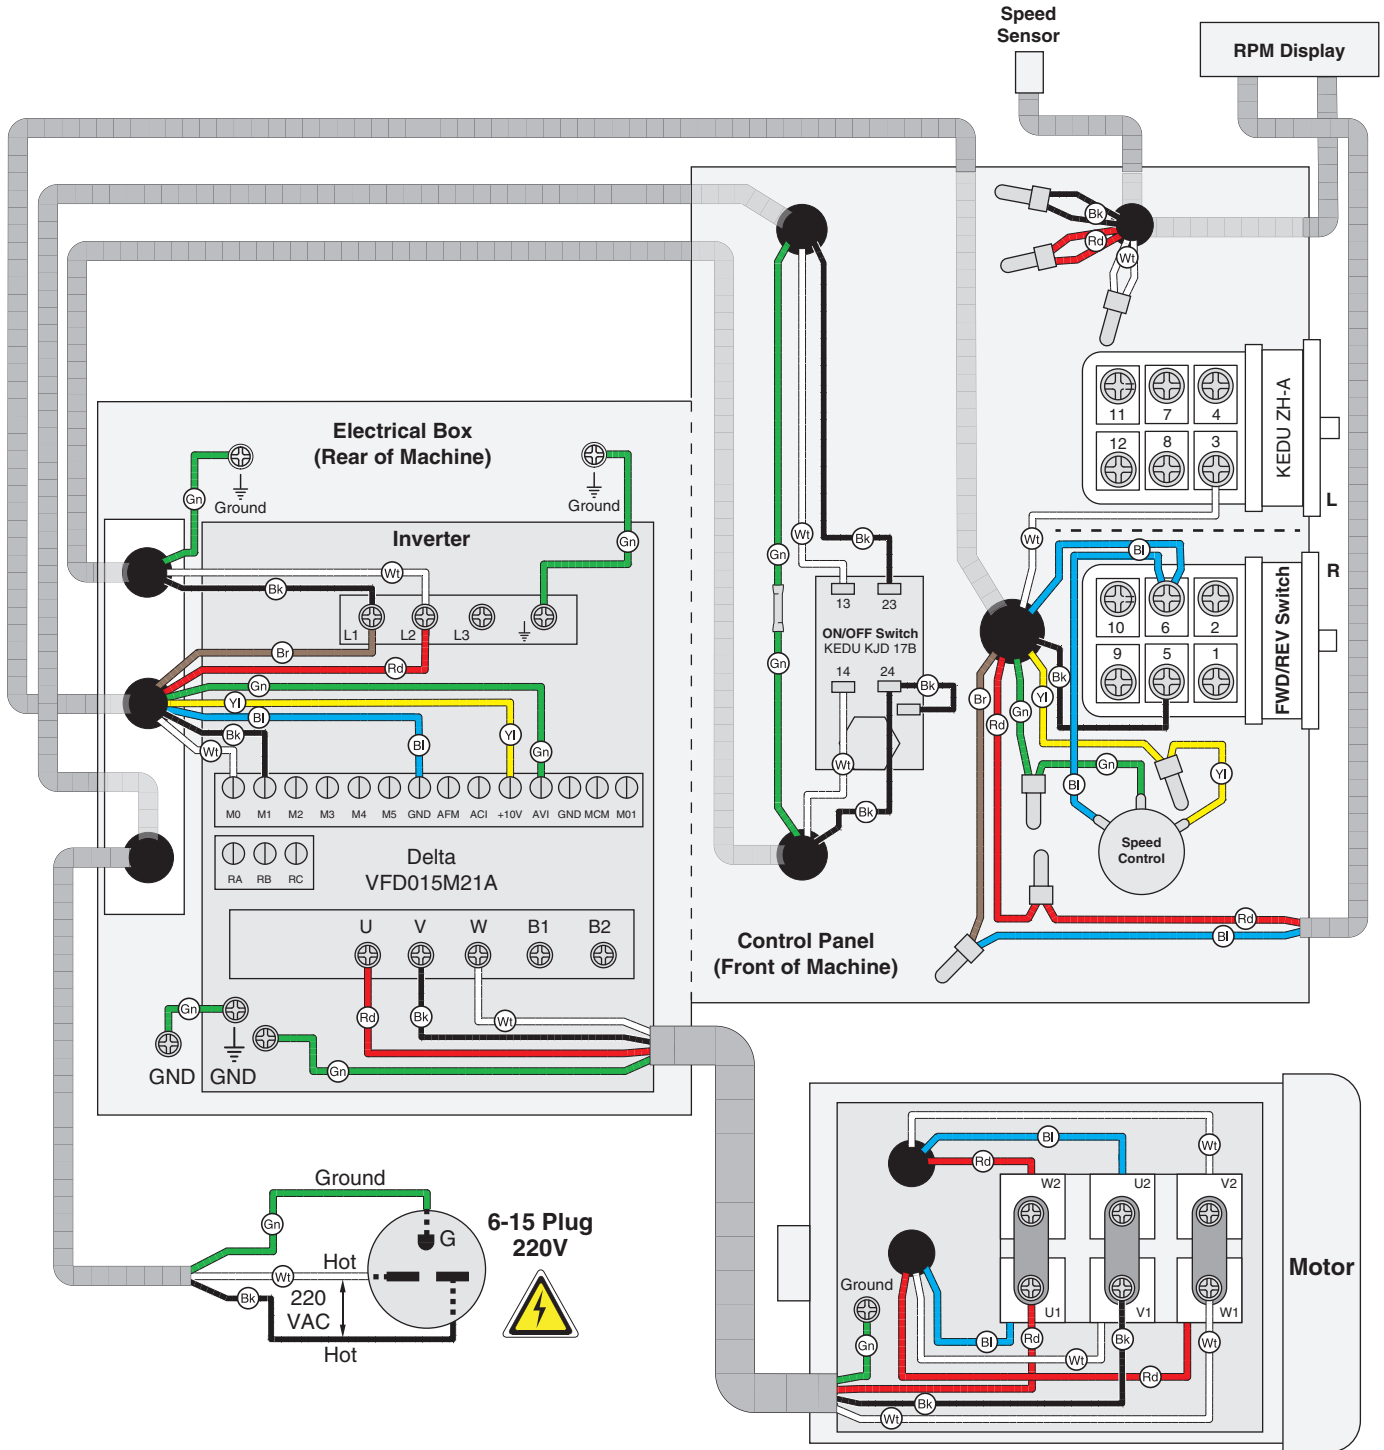 Speed
Sensor
RPM Display
Bk
Rd
Wt
11
7
4
12
8
3
KEDU ZH-A
L
Electrical Box
(Rear of Machine)
Gn
Ground
Ground
Gn
Inverter
Wt
Bk
L1
L2
L3
Br
Rd
Gn
Yl
Bl
Bk
Wt
Bl
Yl
Gn
M0
M1
M2
M3
M4
M5
GND
AFM
ACI
+10V
AVI
GND
MCM
M01
RA
RB
RC
Delta
VFD015M21A
U
V
W
B1
B2
Rd
Bk
Wt
Gn
GND
GND
Gn
Wt
Bk
Gn
Gn
13
23
ON/OFF Switch
KEDU KJD 17B
14
24
Bk
Wt
Bk
Control Panel
(Front of Machine)
Wt
Bl
R
10
6
2
9
5
1
FWD/REV Switch
Bk
Br
Rd
Gn
Yl
Gn
Yl
Bl
Speed
Control
Rd
Bl
Ground
Gn
Hot
Wt
Bk
220
VAC
Hot
G
6-15 Plug
220V
Wt
Bl
Rd
W2
U2
V2
U1
V1
W1
Ground
Gn
Bl
Rd
Wt
Bk
Rd
Wt
Bk
Wt
Motor